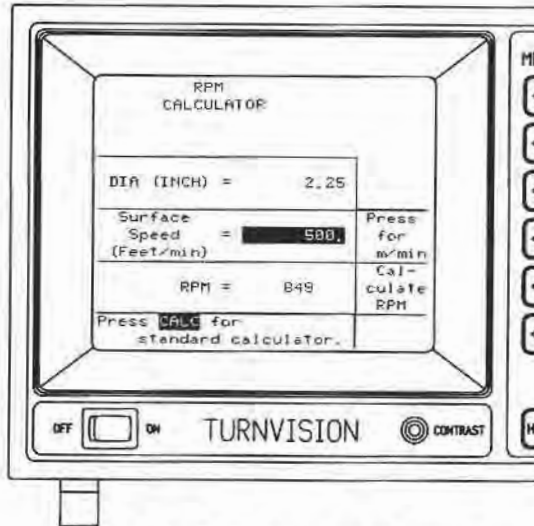 RPM
CALCULATOR
DIA (INCH) = 2.25
Surface
Speed = 500.
(Feet/min)
Press
for
m/min
RPM = 849
Cal-
culate
RPM
Press CALC for
standard calculator.
OFF ON TURNVISION CONTRAST